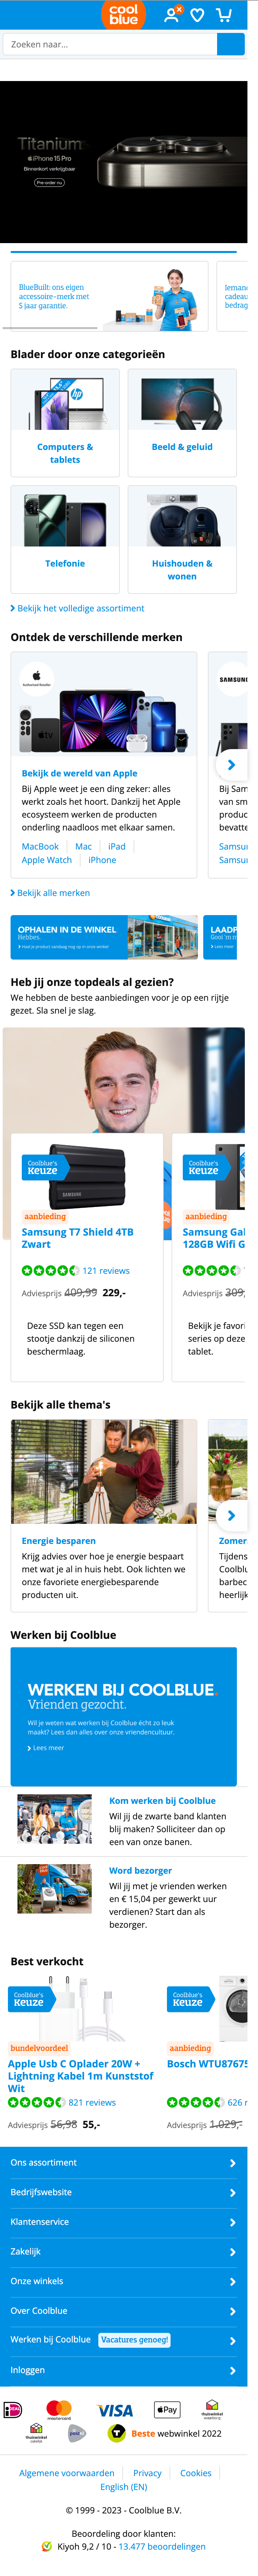 cool
blue
Zoeken naar...
Titanium
iPhone 15 Pro
Binnenkort verkrijgbaar
Pre-order nu
BlueBuilt: ons eigen
accessoire-merk met
5 jaar garantie.
Blader door onze categorieën
Computers &
tablets
Beeld & geluid
Telefonie
Huishouden &
wonen
Bekijk het volledige assortiment
Ontdek de verschillende merken
Bekijk de wereld van Apple
Bij Apple weet je een ding zeker: alles
werkt zoals het hoort. Dankzij het Apple
ecosysteem werken de producten
onderling naadloos met elkaar samen.
MacBook
Mac
iPad
Apple Watch
iPhone
SAMSUNG
Bij Sam
van sm
produc
bevatte
Samsu
Samsu
Bekijk alle merken
OPHALEN IN DE WINKEL
Hebbes.
Haal je product vandaag nog op in onze winkel
LAADP
Gooi 'm n
Lees meer
Heb jij onze topdeals al gezien?
We hebben de beste aanbiedingen voor je op een rijtje
gezet. Sla snel je slag.
Coolblue's
Keuze
SAMSUNG
aanbieding
Samsung T7 Shield 4TB
Zwart
121 reviews
Adviesprijs 409,99 229,-
Deze SSD kan tegen een
stootje dankzij de siliconen
beschermlaag.
Coolblue's
Keuze
aanbieding
Samsung Gal
128GB Wifi G
Adviesprijs 309,
Bekijk je favori
series op deze
tablet.
Bekijk alle thema's
Energie besparen
Krijg advies over hoe je energie bespaart
met wat je al in huis hebt. Ook lichten we
onze favoriete energiebesparende
producten uit.
Zomer
Tijdens
Coolblu
barbec
heerlijk
Werken bij Coolblue
WERKEN BIJ COOLBLUE.
Vrienden gezocht.
Wil je weten wat werken bij Coolblue écht zo leuk
maakt? Lees dan alles over onze vriendencultuur.
Lees meer
Kom werken bij Coolblue
Wil jij de zwarte band klanten
blij maken? Solliciteer dan op
een van onze banen.
Word bezorger
Wil jij met je vrienden werken
en € 15,04 per gewerkt uur
verdienen? Start dan als
bezorger.
Best verkocht
Coolblue's
Keuze
bundelvoordeel
Apple Usb C Oplader 20W +
Lightning Kabel 1m Kunststof
Wit
821 reviews
Adviesprijs 56,98 55,-
Coolblue's
Keuze
aanbieding
Bosch WTU87675
626 r
Adviesprijs 1.029,-
Ons assortiment
Bedrijfswebsite
Klantenservice
Zakelijk
Onze winkels
Over Coolblue
Werken bij Coolblue Vacatures genoeg!
Inloggen
mastercard
VISA
Pay
thuiswinkel
thuiswinkel
Beste webwinkel 2022
Algemene voorwaarden
Privacy
Cookies
English (EN)
© 1999 - 2023 - Coolblue B.V.
Beoordeling door klanten:
Kiyoh 9,2 / 10 - 13.477 beoordelingen